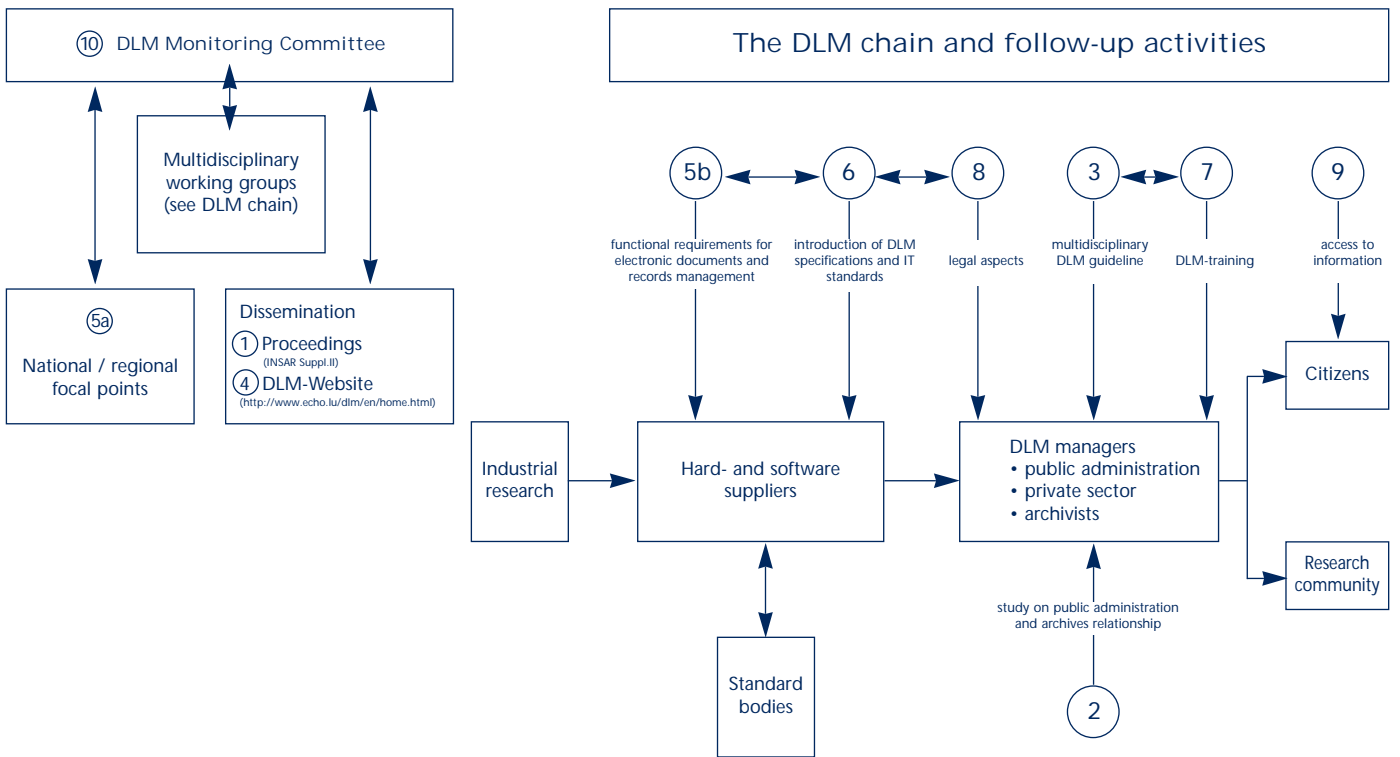 10 DLM Monitoring Committee
The DLM chain and follow-up activities
Multidisciplinary
working groups
(see DLM chain)
5a
National / regional
focal points
Dissemination
1 Proceedings
(INSAR Suppl.II)
4 DLM-Website
(http://www.echo.lu/dlm/en/home.html)
5b
functional requirements for
electronic documents and
records management
6
introduction of DLM
specifications and IT
standards
8
legal aspects
3
multidisciplinary
DLM guideline
7
DLM-training
9
access to
information
Industrial
research
Hard- and software
suppliers
DLM managers
• public administration
• private sector
• archivists
Citizens
Research
community
Standard
bodies
study on public administration
and archives relationship
2